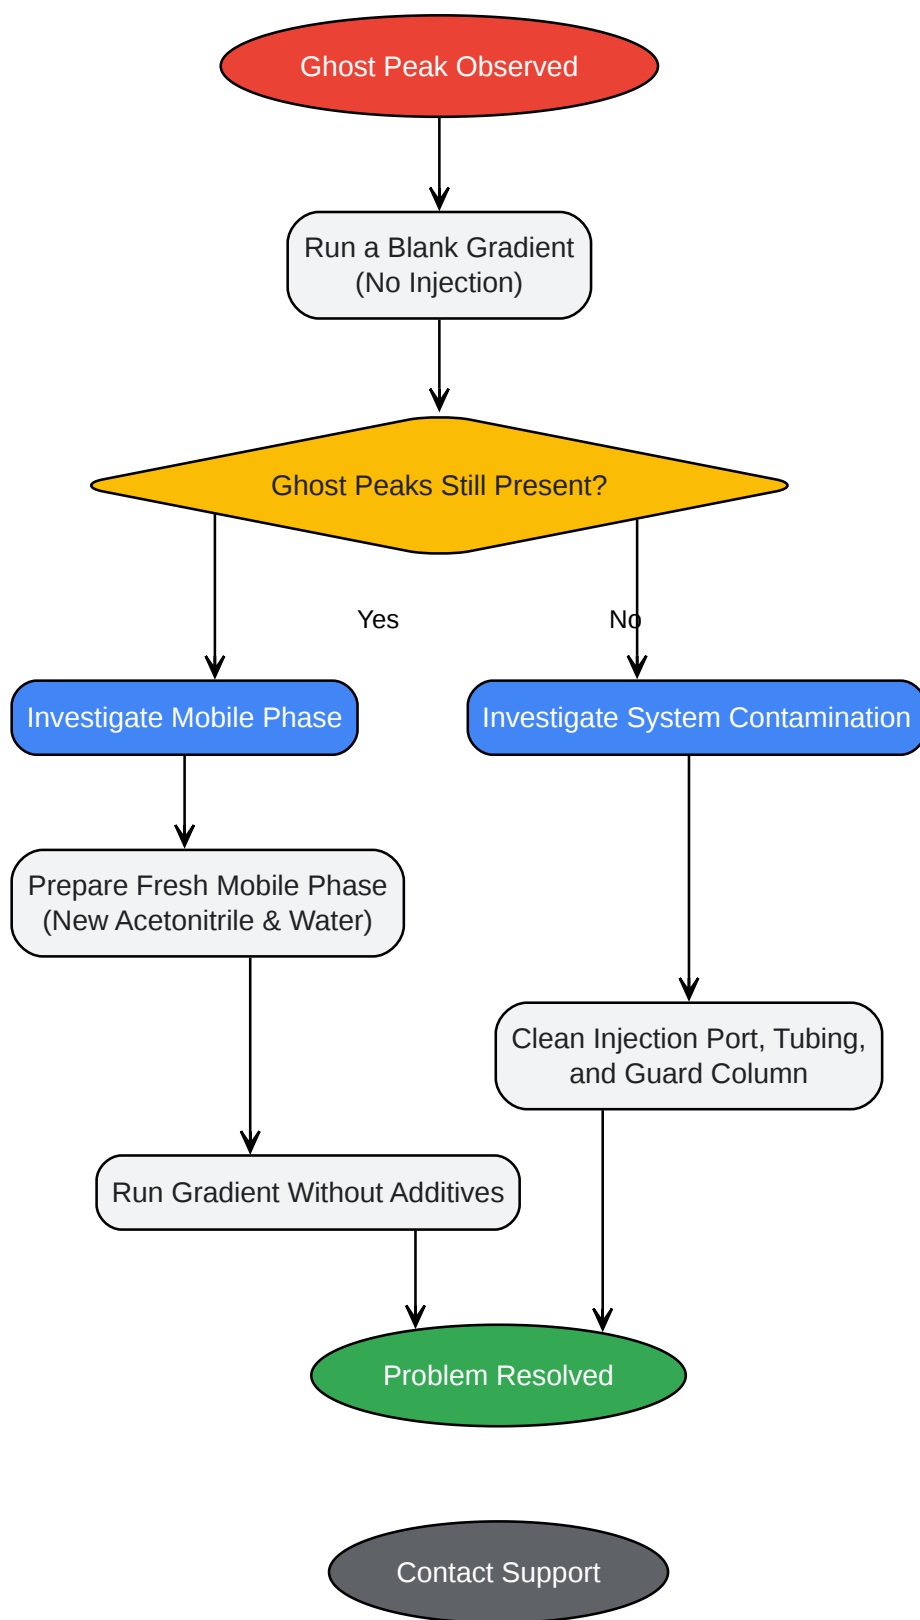 Ghost Peak Observed
Run a Blank Gradient
(No Injection)
Ghost Peaks Still Present?
Yes
No
Investigate Mobile Phase
Investigate System Contamination
Prepare Fresh Mobile Phase
(New Acetonitrile & Water)
Clean Injection Port, Tubing,
and Guard Column
Run Gradient Without Additives
Problem Resolved
Contact Support